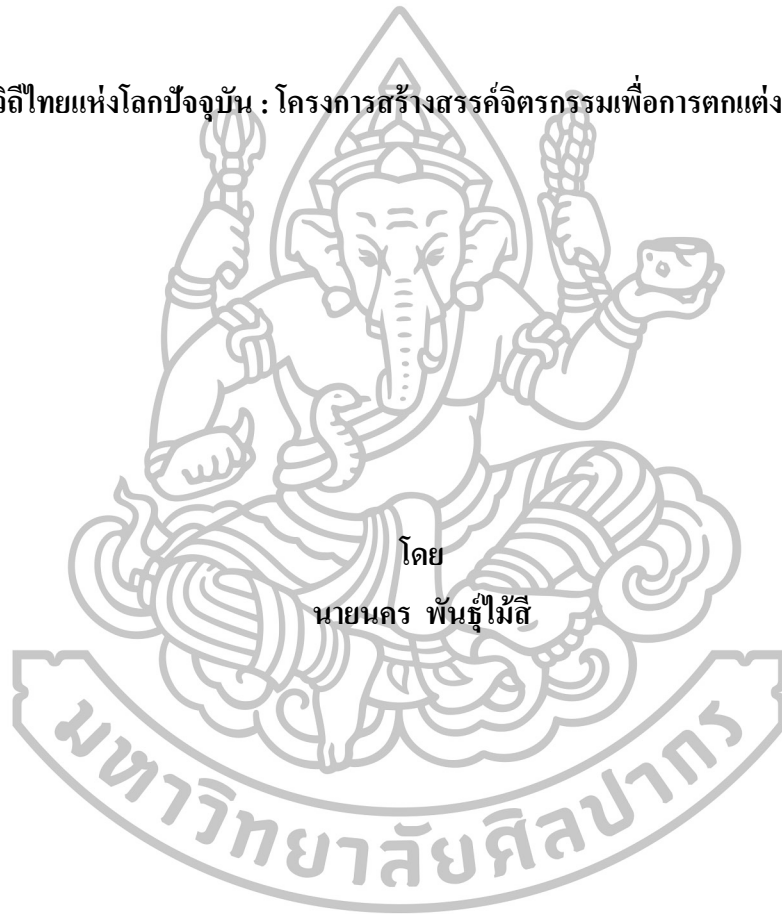 วิถีไทยแห่งโลกปัจจุบัน : โครงการสร้างสรรค์จิตรกรรมเพื่อการตกแต่ง
โดย
นายนคร พันธุ์ไม้สี
มหาวิทยาลัยศิลปากร